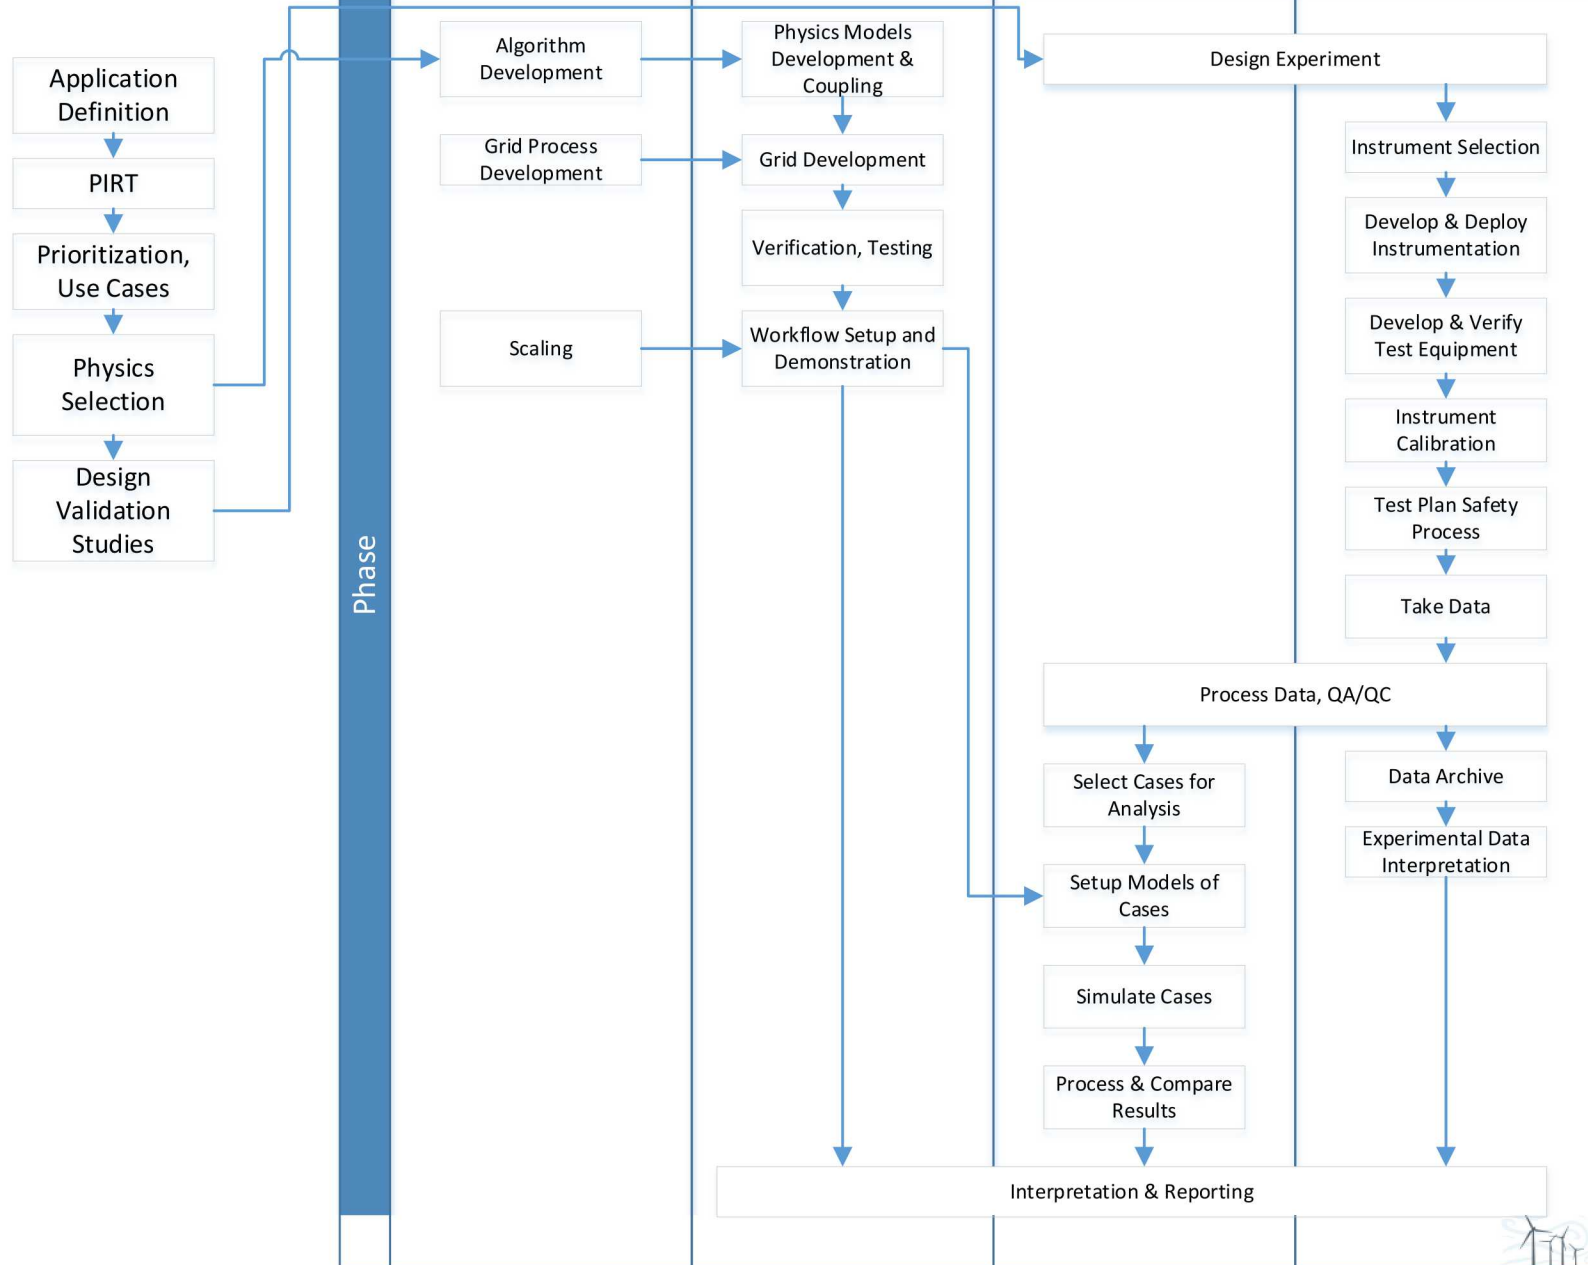 Application
Definition
PIRT
Prioritization,
Use Cases
Physics
Selection
Design
Validation
Studies
Phase
Algorithm
Development
Grid Process
Development
Scaling
Physics Models
Development &
Coupling
Grid Development
Verification, Testing
Workflow Setup and
Demonstration
Design Experiment
Instrument Selection
Develop & Deploy
Instrumentation
Develop & Verify
Test Equipment
Instrument
Calibration
Test Plan Safety
Process
Take Data
Process Data, QA/QC
Select Cases for
Analysis
Setup Models of
Cases
Simulate Cases
Process & Compare
Results
Data Archive
Experimental Data
Interpretation
Interpretation & Reporting